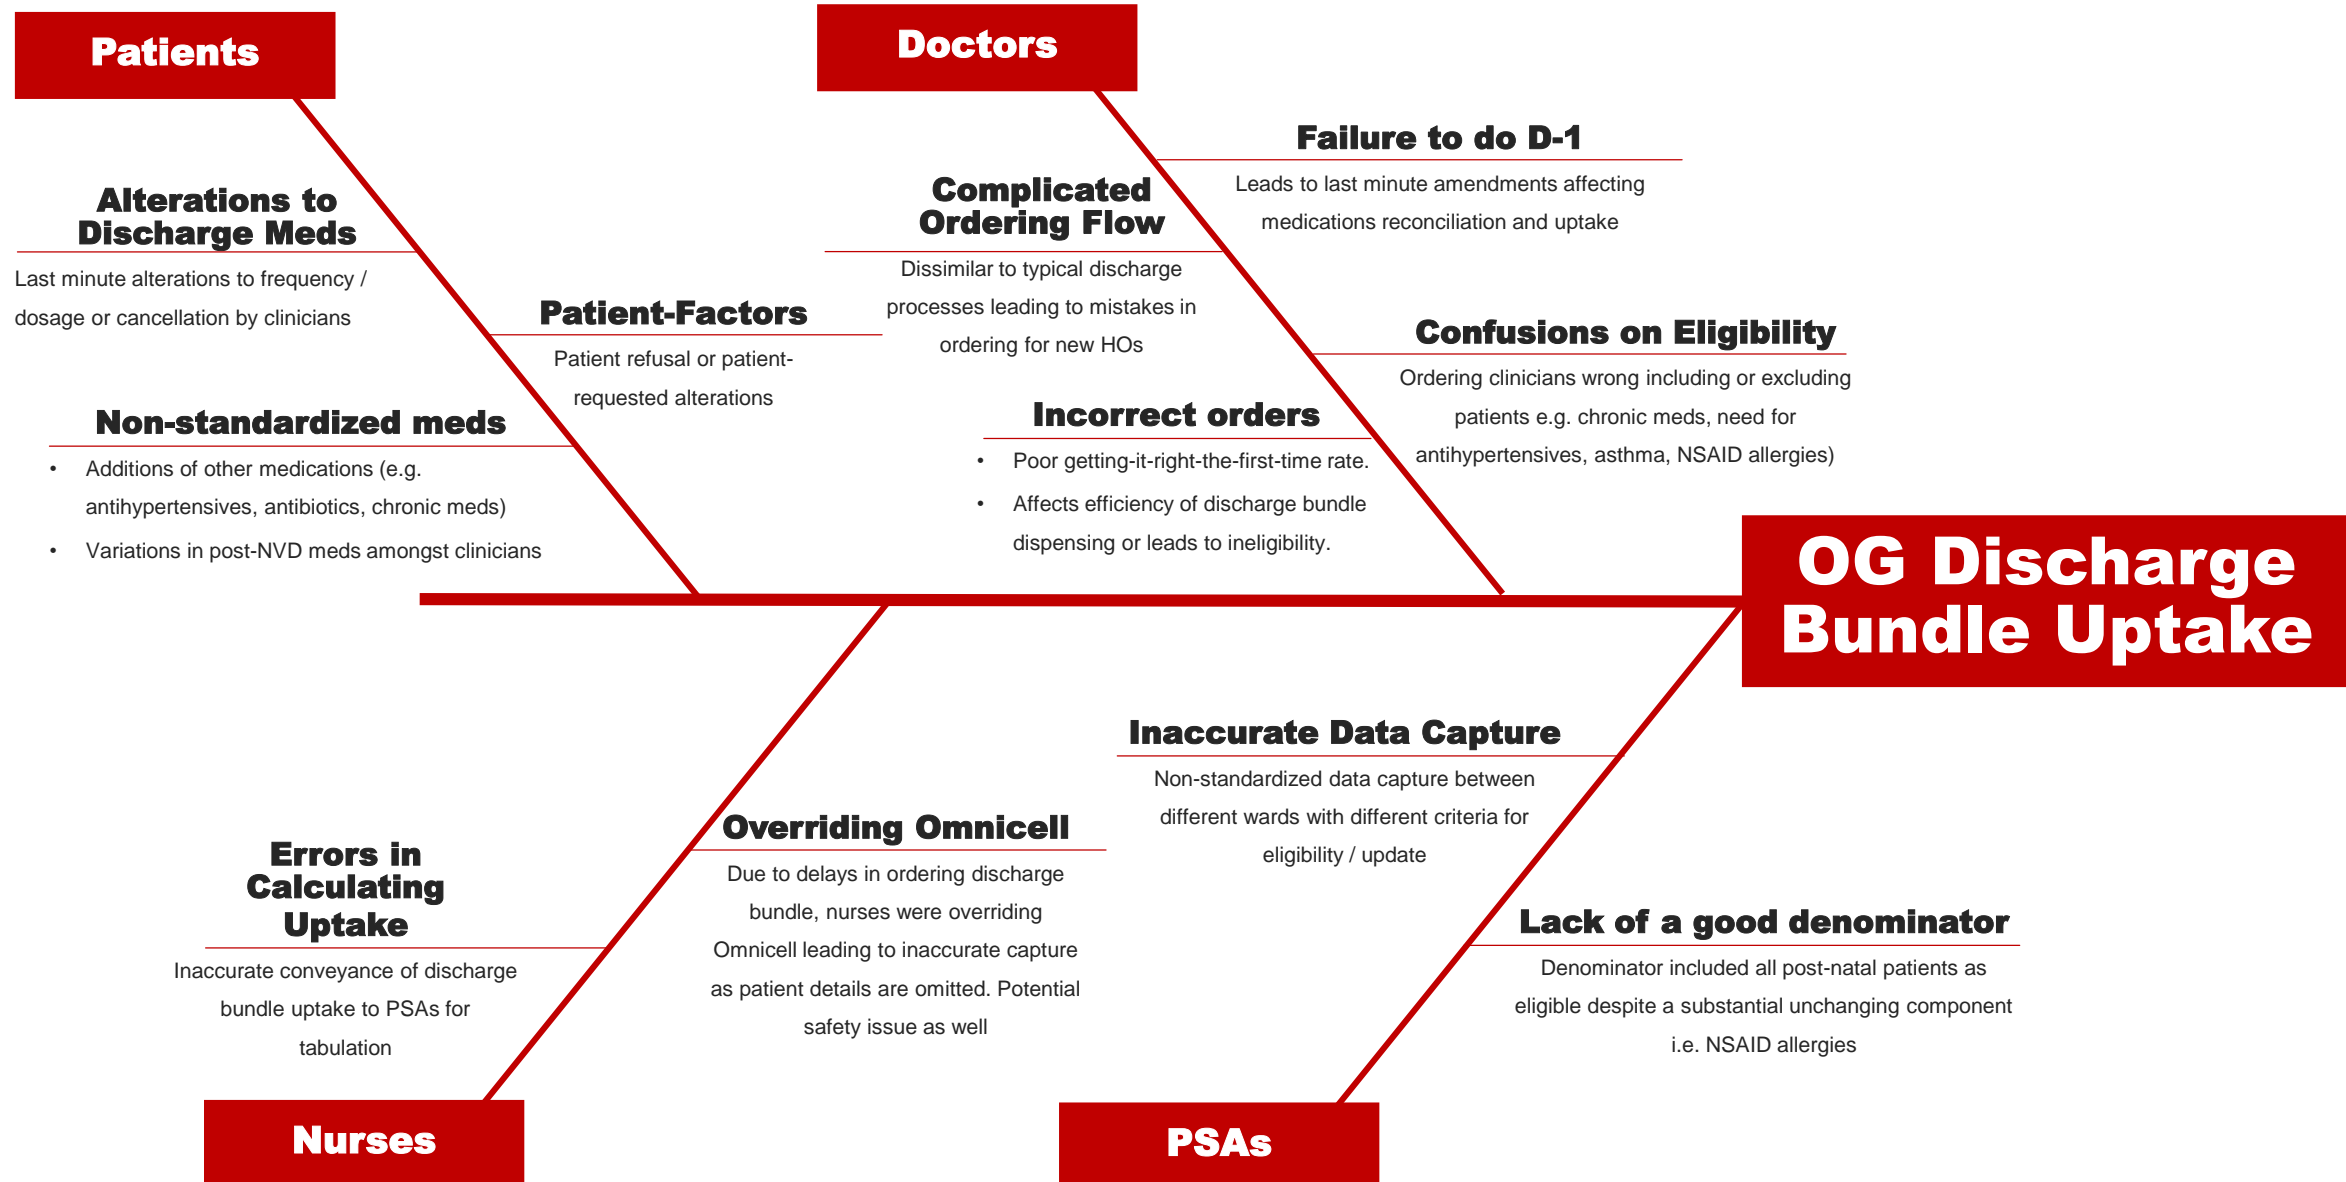 Patients
Alterations to
Discharge Meds
Last minute alterations to frequency /
dosage or cancellation by clinicians
Patient-Factors
Patient refusal or patient-
requested alterations
Non-standardized meds
• Additions of other medications (e.g.
antihypertensives, antibiotics, chronic meds)
• Variations in post-NVD meds amongst clinicians
Doctors
Failure to do D-1
Leads to last minute amendments affecting
medications reconciliation and uptake
Complicated
Ordering Flow
Dissimilar to typical discharge
processes leading to mistakes in
ordering for new HOs
Confusions on Eligibility
Ordering clinicians wrong including or excluding
patients e.g. chronic meds, need for
antihypertensives, asthma, NSAID allergies)
Incorrect orders
• Poor getting-it-right-the-first-time rate.
• Affects efficiency of discharge bundle
dispensing or leads to ineligibility.
OG Discharge
Bundle Uptake
Errors in
Calculating
Uptake
Inaccurate conveyance of discharge
bundle uptake to PSAs for
tabulation
Overriding Omnicell
Due to delays in ordering discharge
bundle, nurses were overriding
Omnicell leading to inaccurate capture
as patient details are omitted. Potential
safety issue as well
Nurses
Inaccurate Data Capture
Non-standardized data capture between
different wards with different criteria for
eligibility / update
Lack of a good denominator
Denominator included all post-natal patients as
eligible despite a substantial unchanging component
i.e. NSAID allergies
PSAs